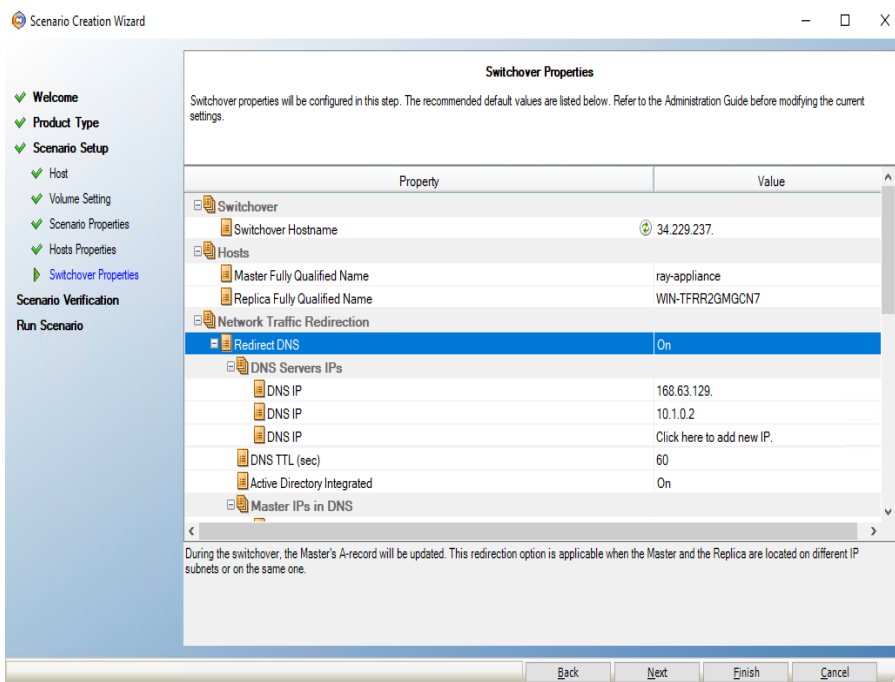 Scenario Creation Wizard
Welcome
Product Type
Scenario Setup
Host
Volume Setting
Scenario Properties
Hosts Properties
Switchover Properties
Scenario Verification
Run Scenario
Switchover Properties
Switchover properties will be configured in this step. The recommended default values are listed below. Refer to the Administration Guide before modifying the current
settings.
Property Value
Switchover
Switchover Hostname 34.229.237.
Hosts
Master Fully Qualified Name ray-appliance
Replica Fully Qualified Name WIN-TFRR2GMGCN7
Network Traffic Redirection
Redirect DNS On
DNS Servers IPs
DNS IP 168.63.129.
DNS IP 10.1.0.2
DNS IP Click here to add new IP.
DNS TTL (sec) 60
Active Directory Integrated On
Master IPs in DNS
During the switchover, the Master's A-record will be updated. This redirection option is applicable when the Master and the Replica are located on different IP
subnets or on the same one.
Back Next Finish Cancel